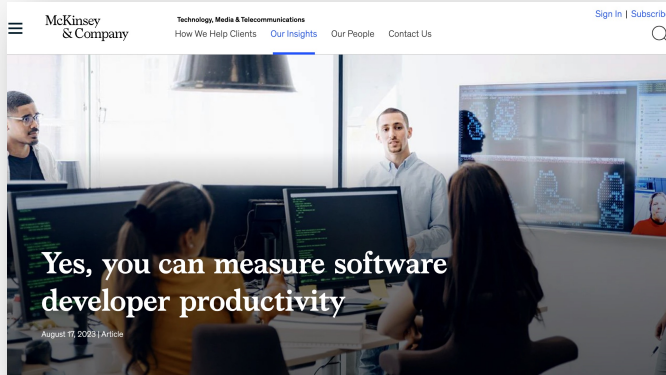 McKinsey
& Company
Technology, Media & Telecommunications
How We Help Clients Our Insights Our People Contact Us
Sign In | Subscribe
Yes, you can measure software
developer productivity
August 17, 2023 | Article